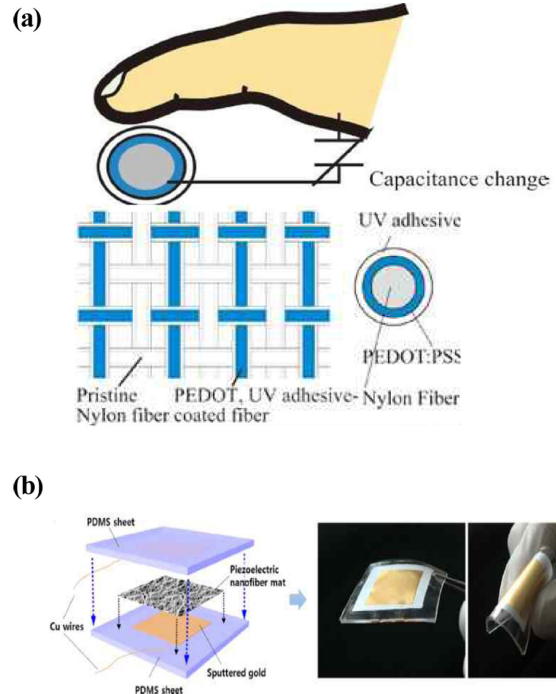 (a)
Capacitance change
UV adhesive
PEDOT:PSS
Pristine
Nylon fiber
PEDOT, UV adhesive-
coated fiber
Nylon Fiber
(b)
PDMS sheet
Piezoelectric
nanofiber mat
Cu wires
Sputtered gold
PDMS sheet